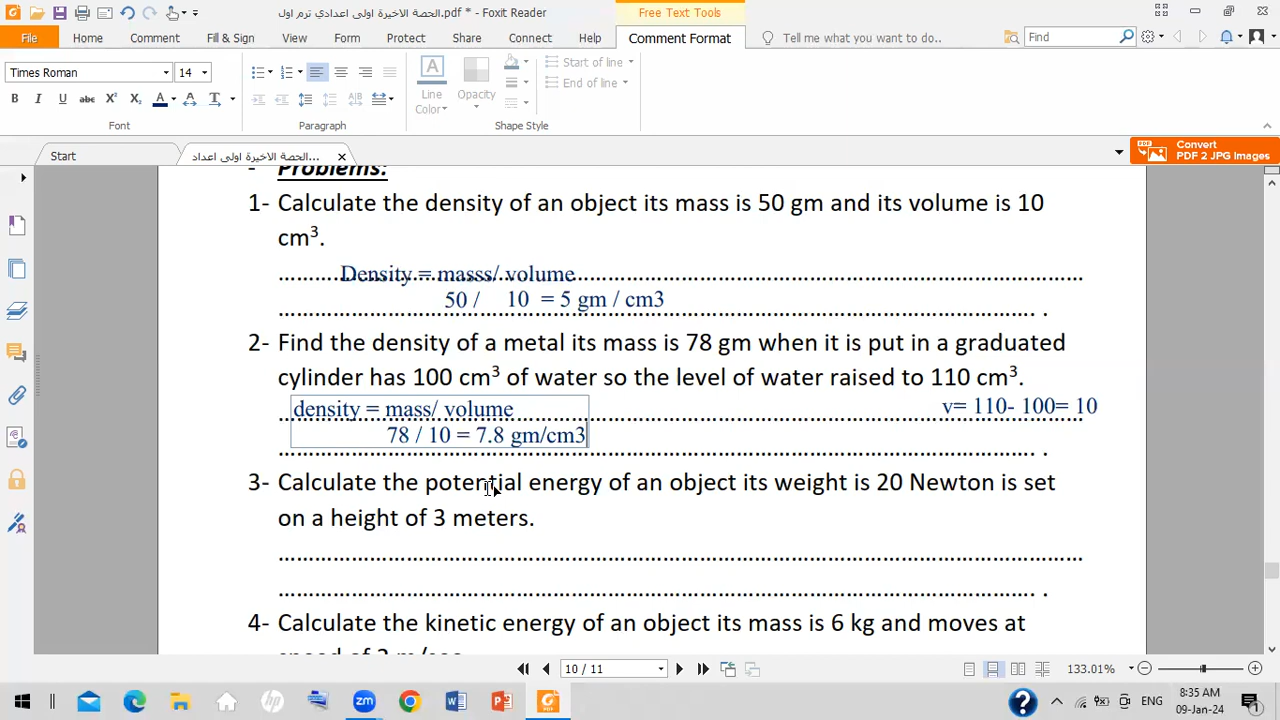 الحصة الاخيرة اولى اعدادي ترم اول.pdf * - Foxit Reader
Free Text Tools
File
Home
Comment
Fill & Sign
View
Form
Protect
Share
Connect
Help
Comment Format
Tell me what you want to do..
Find
Times Roman
14
B I U abc X² X₂ A A T
Line Color
Opacity
Start of line
End of line
Font
Paragraph
Shape Style
Start
الحصة الاخيرة اولى اعداد...
Convert
PDF 2 JPG Images
- Problems:
1- Calculate the density of an object its mass is 50 gm and its volume is 10
cm³.
Density = masss/ volume
50 / 10 = 5 gm / cm3
2- Find the density of a metal its mass is 78 gm when it is put in a graduated
cylinder has 100 cm³ of water so the level of water raised to 110 cm³.
density = mass/ volume
v= 110- 100= 10
78 / 10 = 7.8 gm/cm3
3- Calculate the potential energy of an object its weight is 20 Newton is set
on a height of 3 meters.
4- Calculate the kinetic energy of an object its mass is 6 kg and moves at
10 / 11
133.01%
hp
zm
ENG
8:35 AM
09-Jan-24